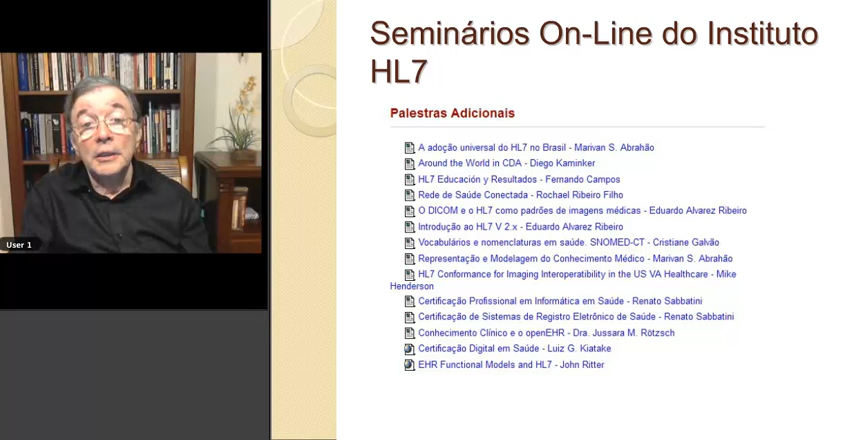 Seminários On-Line do Instituto
HL7
Palestras Adicionais
A adoção universal do HL7 no Brasil - Marivan S. Abrahão
Around the World in CDA - Diego Kaminker
HL7 Educación y Resultados - Fernando Campos
Rede de Saúde Conectada - Rochael Ribeiro Filho
O DICOM e o HL7 como padrões de imagens médicas - Eduardo Alvarez Ribeiro
Introdução ao HL7 V 2.x - Eduardo Alvarez Ribeiro
Vocabulários e nomenclaturas em saúde. SNOMED-CT - Cristiane Galvão
Representação e Modelagem do Conhecimento Médico - Marivan S. Abrahão
HL7 Conformance for Imaging Interoperatibility in the US VA Healthcare - Mike
Henderson
Certificação Profissional em Informática em Saúde - Renato Sabbatini
Certificação de Sistemas de Registro Eletrônico de Saúde - Renato Sabbatini
Conhecimento Clínico e o openEHR - Dra. Jussara M. Rötzsch
Certificação Digital em Saúde - Luiz G. Kiatake
EHR Functional Models and HL7 - John Ritter
User 1